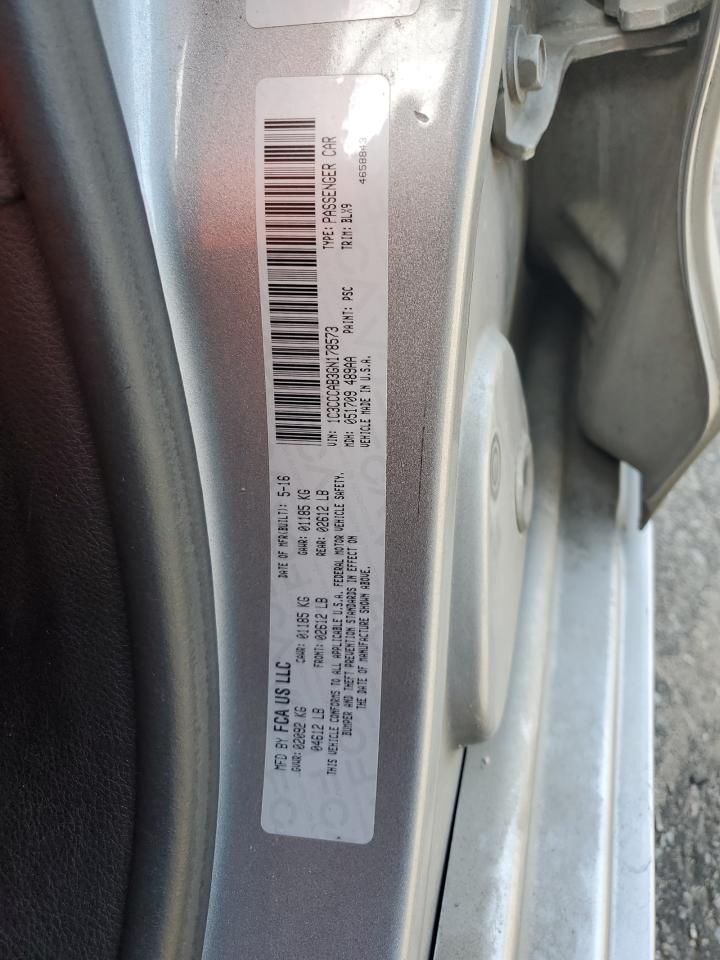 MFD BY FCA US LLC
DATE OF MFR(BUILT): 5-16
GVWR: 02092 KG
GAWR: 01185 KG
GAWR: 01185 KG
04612 LB
FRONT: 02612 LB
REAR: 02612 LB
THIS VEHICLE CONFORMS TO ALL APPLICABLE U.S.A. FEDERAL MOTOR VEHICLE SAFETY,
BUMPER AND THEFT PREVENTION STANDARDS IN EFFECT ON
THE DATE OF MANUFACTURE SHOWN ABOVE.
VIN: 1C3CCCAB3GN178573
TYPE: PASSENGER CAR
MDH: 051709 489AA
PAINT: PSC
TRIM: BLX9
VEHICLE MADE IN U.S.A.
4658843